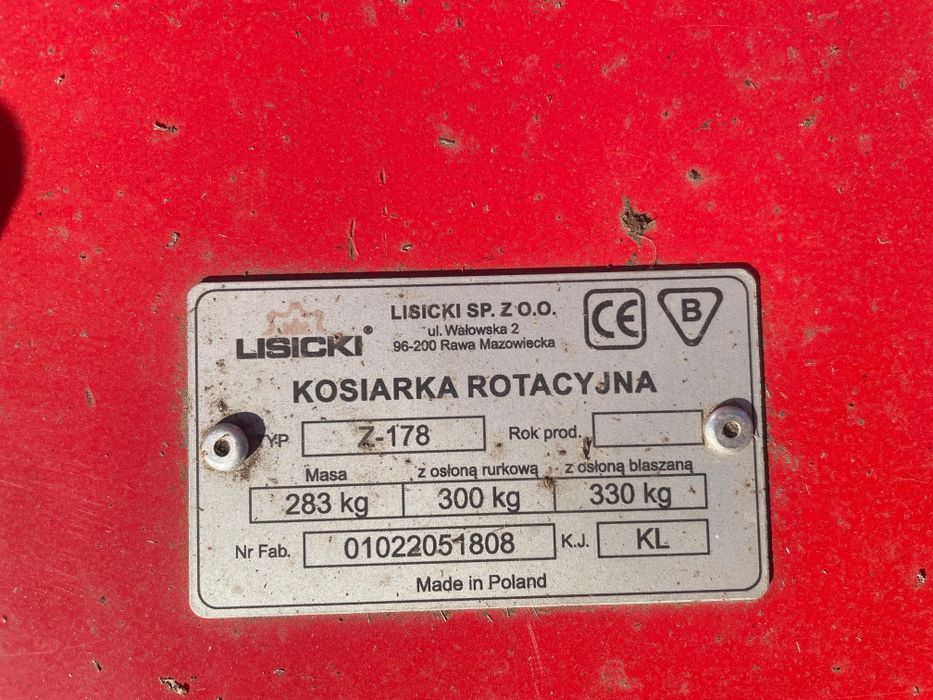 LISICKI®
LISICKI SP. Z O.O.
ul. Wałowska 2
96-200 Rawa Mazowiecka
CE
B
KOSIARKA ROTACYJNA
TYP Z-178 Rok prod.
Masa z osłoną rurkową z osłoną blaszaną
283 kg 300 kg 330 kg
Nr Fab. 01022051808 K.J. KL
Made in Poland